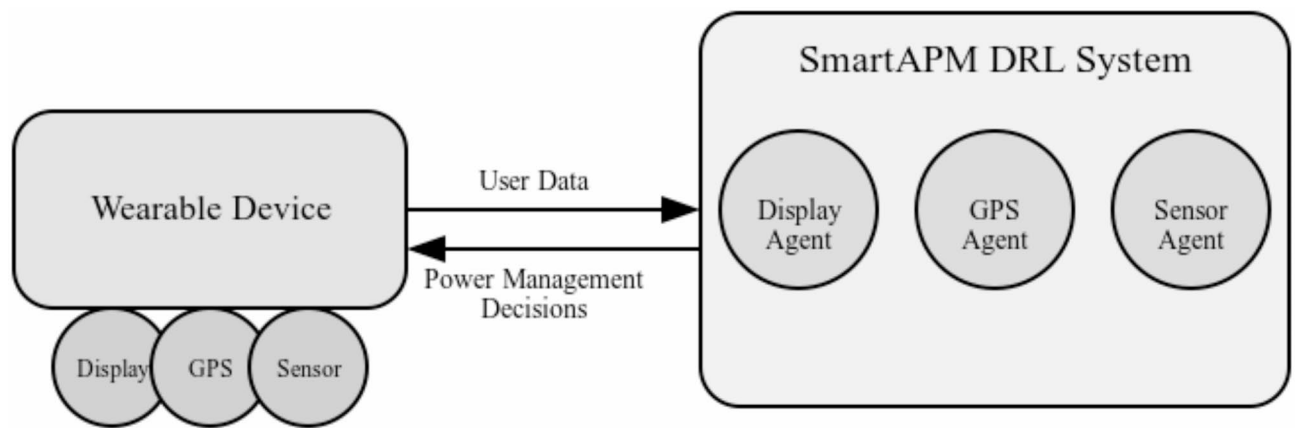 SmartAPM DRL System
Wearable Device
User Data
Power Management
Decisions
Display
Agent
GPS
Agent
Sensor
Agent
Display
GPS
Sensor